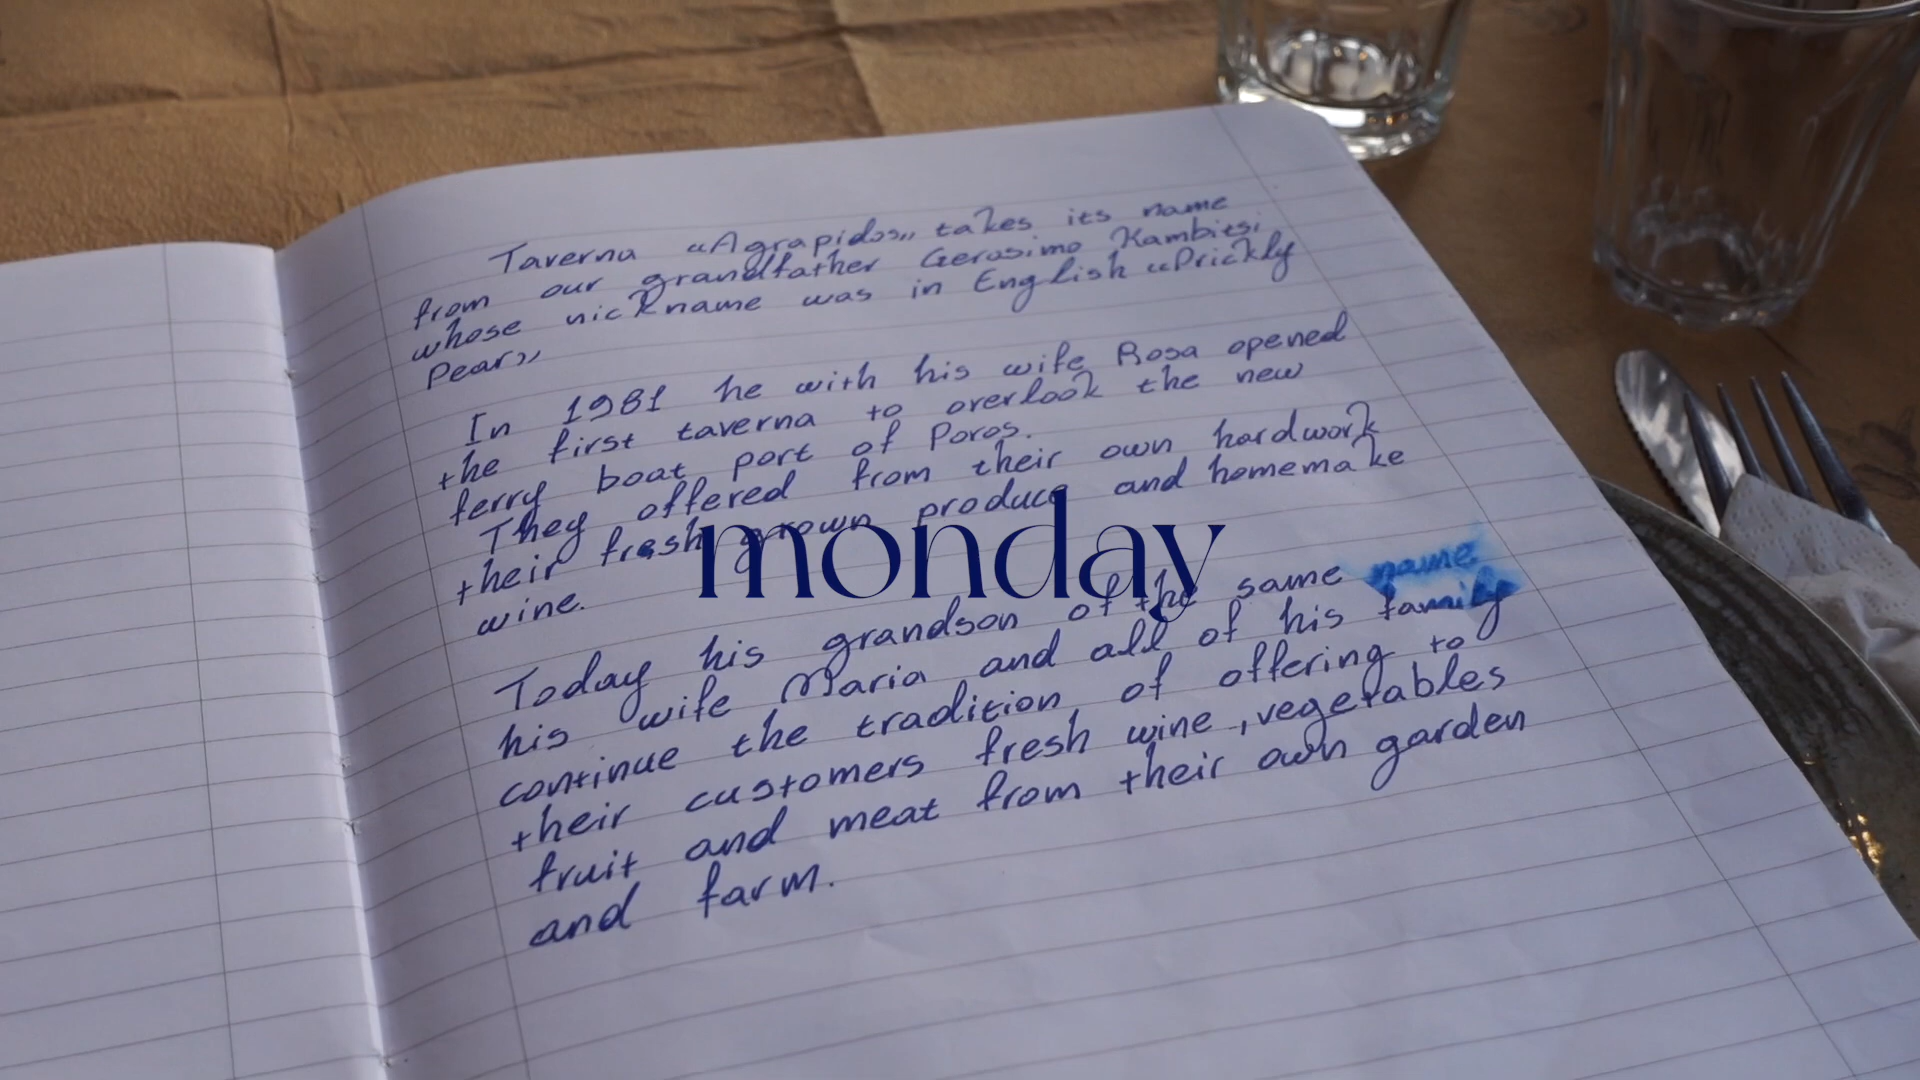 Taverna «Agrapidos» takes its name
from our grandfather Gerasimo Kambitsi
whose nickname was in English «Prickly
Pear»
In 1981 he with his wife Rosa opened
the first taverna to overlook the new
ferry boat port of Poros.
They offered from their own hardwork
their fresh grown produce and homemake
wine.
monday
Today his grandson of the same name
his wife Maria and all of his family
continue the tradition of offering to
their customers fresh wine, vegetables
fruit and meat from their own garden
and farm.